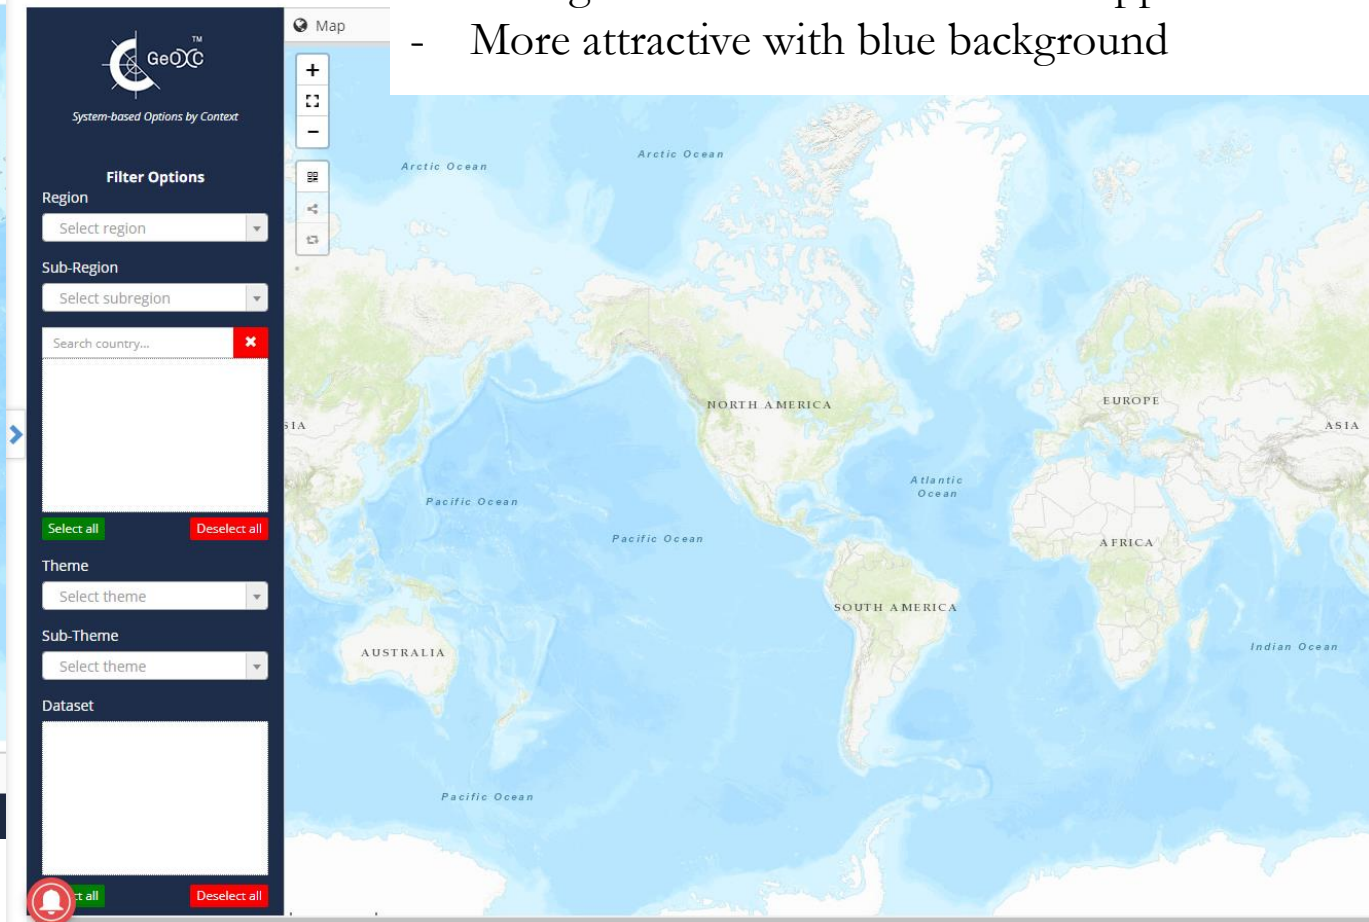 Map
- More attractive with blue background
GeOXC
TM
System-based Options by Context
Filter Options
Region
Select region
Sub-Region
Select subregion
Search country...
Select all
Deselect all
Theme
Select theme
Sub-Theme
Select theme
Dataset
all
Deselect all
Arctic Ocean
Arctic Ocean
NORTH AMERICA
EUROPE
ASIA
SIA
Atlantic
Ocean
Pacific Ocean
Pacific Ocean
AFRICA
SOUTH AMERICA
AUSTRALIA
Indian Ocean
Pacific Ocean